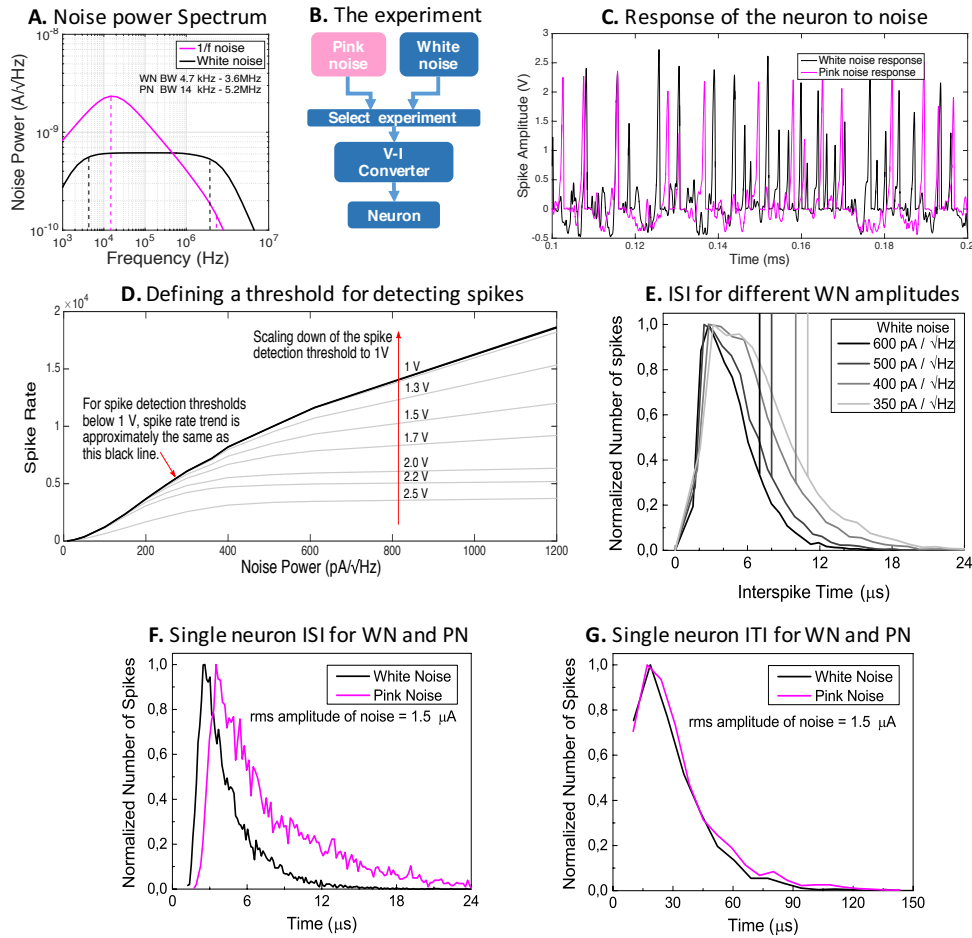 A. Noise power Spectrum
10⁻⁸
10⁻⁹
10⁻¹⁰
Noise Power (A/√Hz)
1/f noise
White noise
WN BW 4.7 kHz - 3.6MHz
PN BW 14 kHz - 5.2MHz
10³ 10⁴ 10⁵ 10⁶ 10⁷
Frequency (Hz)
B. The experiment
Pink noise
White noise
Select experiment
V-I
Converter
Neuron
C. Response of the neuron to noise
Spike Amplitude (V)
3
2.5
2
1.5
1
0.5
0
-0.5
White noise response
Pink noise response
0.1 0.12 0.14 0.16 0.18 0.2
Time (ms)
D. Defining a threshold for detecting spikes
2 × 10⁴
1.5
1
0.5
0
Spike Rate
Scaling down of the spike
detection threshold to 1V
For spike detection thresholds
below 1 V, spike rate trend is
approximately the same as
this black line.
1 V
1.3 V
1.5 V
1.7 V
2.0 V
2.2 V
2.5 V
0 200 400 600 800 1000 1200
Noise Power (pA/√Hz)
E. ISI for different WN amplitudes
Normalized Number of spikes
1,0
0,8
0,6
0,4
0,2
0,0
White noise
600 pA / √Hz
500 pA / √Hz
400 pA / √Hz
350 pA / √Hz
0 6 12 18 24
Interspike Time (μs)
F. Single neuron ISI for WN and PN
Normalized Number of Spikes
1,0
0,8
0,6
0,4
0,2
0,0
White Noise
Pink Noise
rms amplitude of noise = 1.5 μA
0 6 12 18 24
Time (μs)
G. Single neuron ITI for WN and PN
Normalized Number of Spikes
1,0
0,8
0,6
0,4
0,2
0,0
White Noise
Pink Noise
rms amplitude of noise = 1.5 μA
0 30 60 90 120 150
Time (μs)